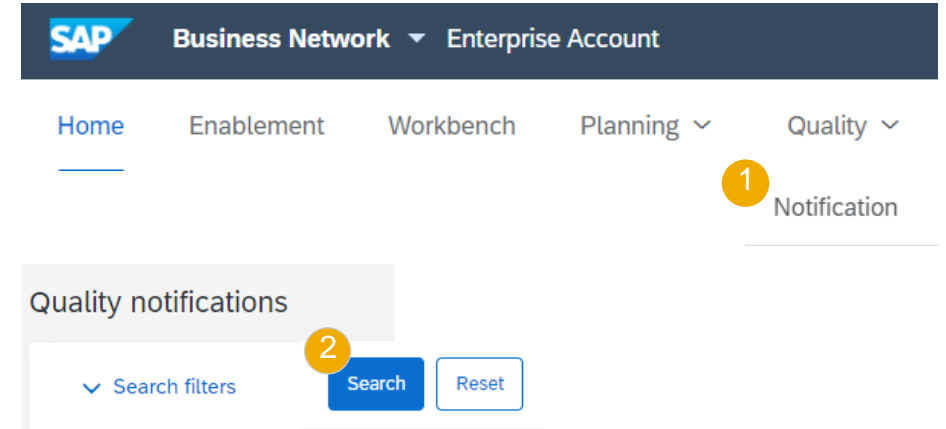 SAP Business Network Enterprise Account
Home Enablement Workbench Planning Quality
1
Notification
Quality notifications
2
Search filters Search Reset